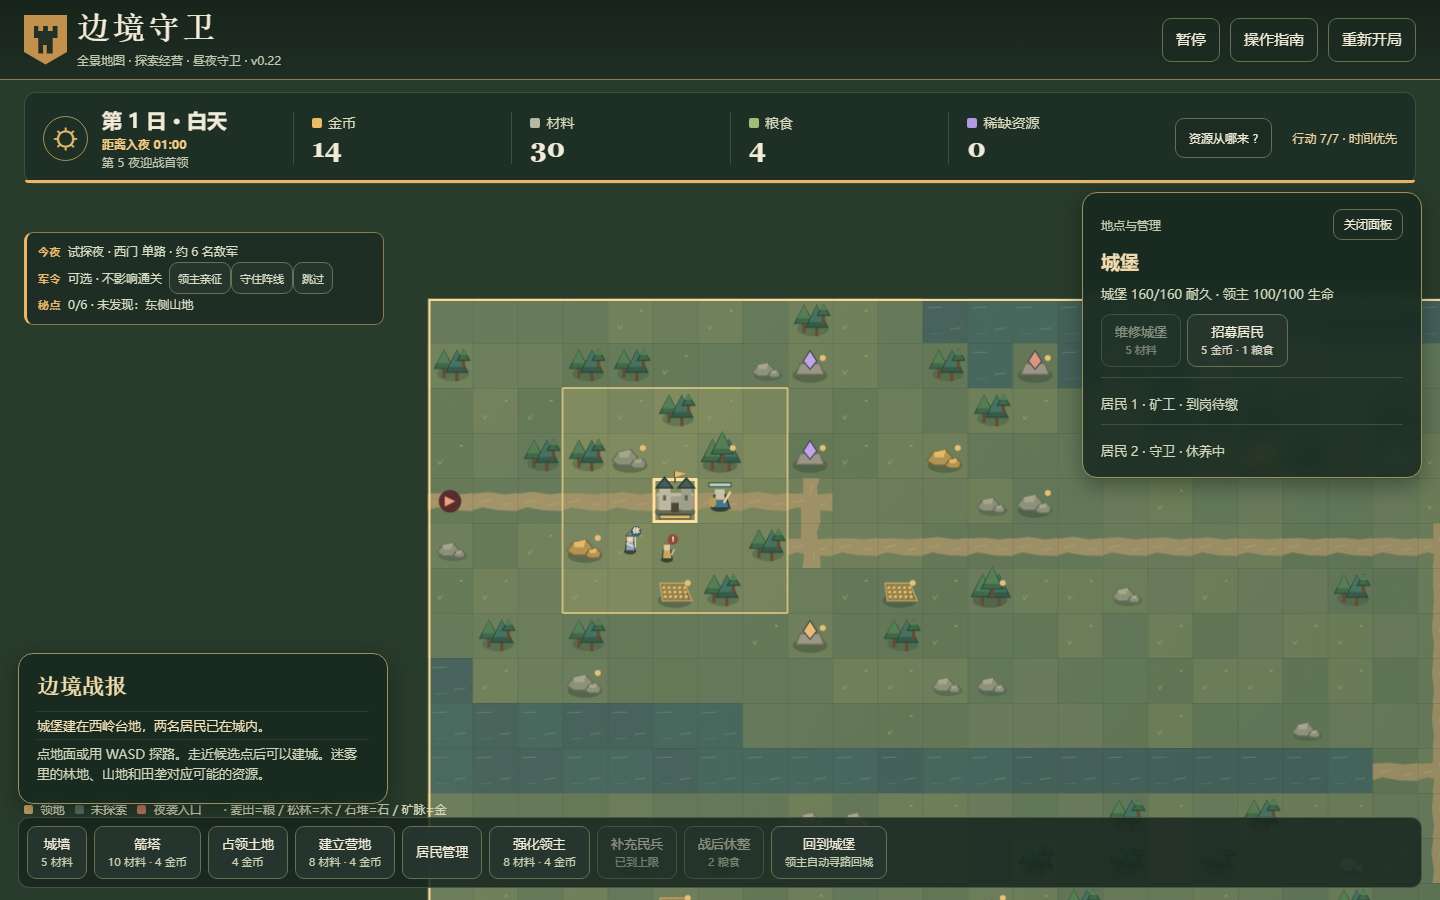 边境守卫
全景地图 · 探索经营 · 昼夜守卫 · v0.22
暂停
操作指南
重新开局
第 1 日 · 白天
距离入夜 01:00
第 5 夜迎战首领
金币
14
材料
30
粮食
4
稀缺资源
0
资源从哪来？
行动 7/7 · 时间优先
今夜 试探夜 · 西门 单路 · 约 6 名敌军
军令 可选 · 不影响通关 领主亲征 守住阵线 跳过
秘点 0/6 · 未发现：东侧山地
地点与管理
关闭面板
城堡
城堡 160/160 耐久 · 领主 100/100 生命
维修城堡
5 材料
招募居民
5 金币 · 1 粮食
居民 1 · 矿工 · 到岗待缴
居民 2 · 守卫 · 休养中
边境战报
城堡建在西岭台地，两名居民已在城内。
点地面或用 WASD 探路。走近候选点后可以建城。迷雾
里的林地、山地和田垄对应可能的资源。
领地 未探索 夜袭入口 · 麦田=粮 / 松林=木 / 石堆=石 / 矿脉=金
城墙
5 材料
箭塔
10 材料 · 4 金币
占领土地
4 金币
建立营地
8 材料 · 4 金币
居民管理
强化领主
8 材料 · 4 金币
补充民兵
已到上限
战后休整
2 粮食
回到城堡
领主自动寻路回城